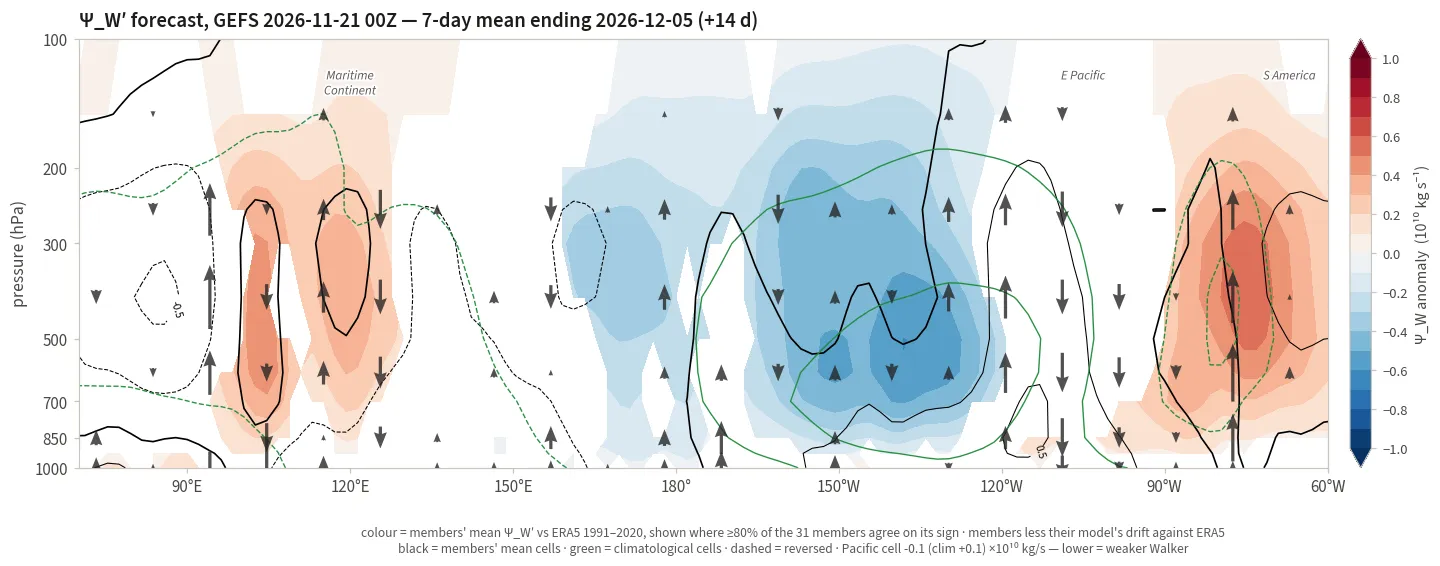 Ψ_W′ forecast, GEFS 2026-11-21 00Z — 7-day mean ending 2026-12-05 (+14 d)
100
200
300
400
500
700
850
1000
pressure (hPa)
Maritime
Continent
E Pacific
S America
-0.5
0.5
90°E
120°E
150°E
180°
150°W
120°W
90°W
60°W
1.0
0.8
0.6
0.4
0.2
0.0
−0.2
−0.4
−0.6
−0.8
−1.0
Ψ_W anomaly (10¹⁰ kg s⁻¹)
colour = members' mean Ψ_W′ vs ERA5 1991–2020, shown where ≥80% of the 31 members agree on its sign · members less their model's drift against ERA5
black = members' mean cells · green = climatological cells · dashed = reversed · Pacific cell -0.1 (clim +0.1) ×10¹⁰ kg/s — lower = weaker Walker